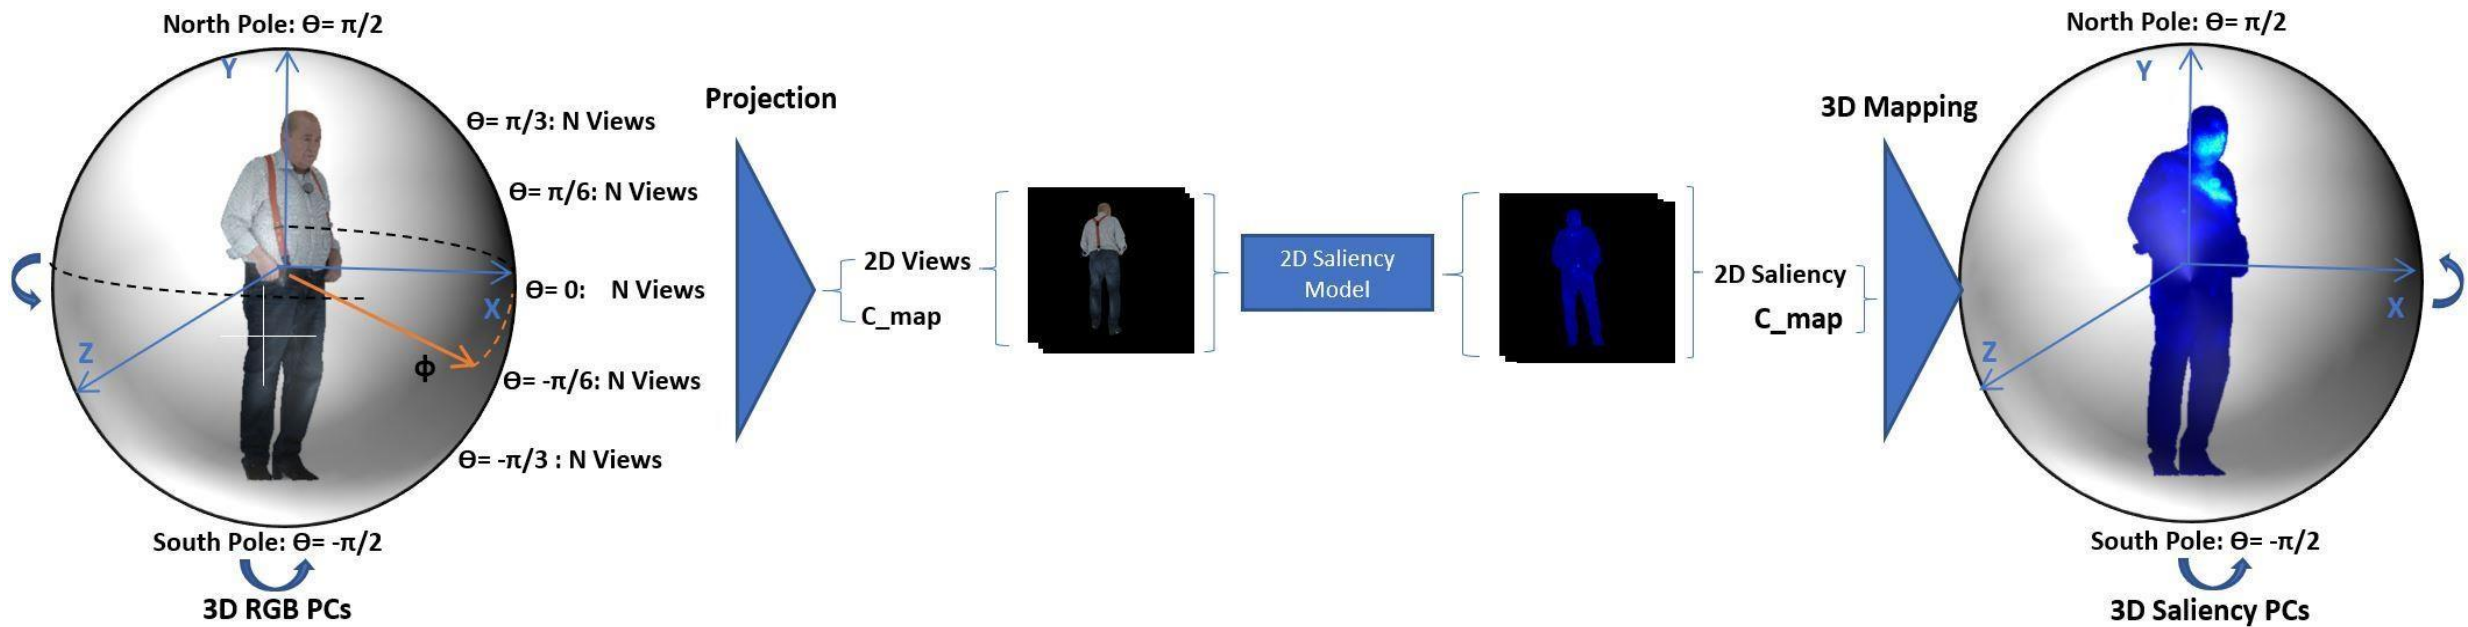 North Pole: Ө= π/2
Y
Ө= π/3: N Views
Ө= π/6: N Views
Ө= 0: N Views
X
Z
ф
Ө= -π/6: N Views
Ө= -π/3 : N Views
South Pole: Ө= -π/2
3D RGB PCs
Projection
2D Views
C_map
2D Saliency
Model
2D Saliency
C_map
3D Mapping
North Pole: Ө= π/2
Y
X
Z
South Pole: Ө= -π/2
3D Saliency PCs